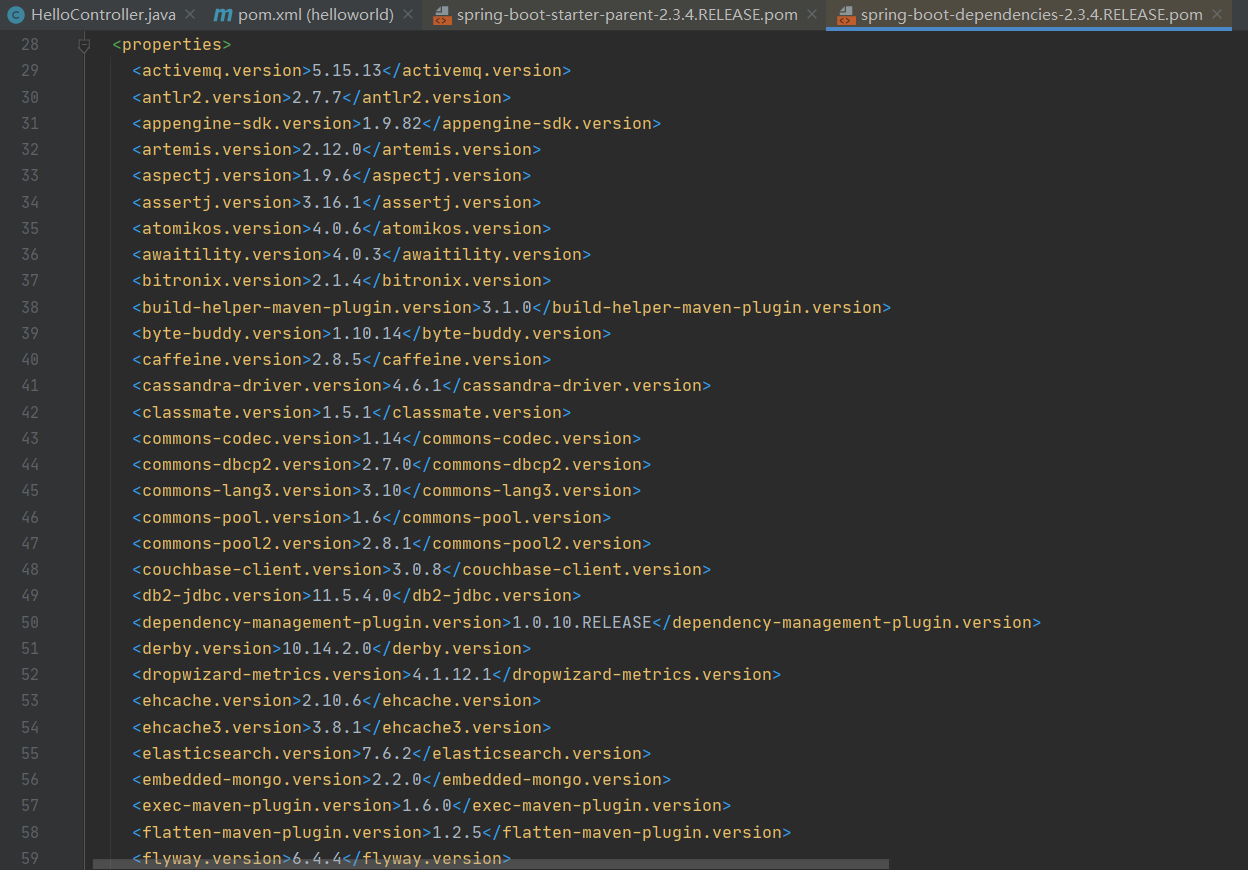 HelloController.java pom.xml (helloworld) spring-boot-starter-parent-2.3.4.RELEASE.pom spring-boot-dependencies-2.3.4.RELEASE.pom
28 <properties>
29 <activemq.version>5.15.13</activemq.version>
30 <antlr2.version>2.7.7</antlr2.version>
31 <appengine-sdk.version>1.9.82</appengine-sdk.version>
32 <artemis.version>2.12.0</artemis.version>
33 <aspectj.version>1.9.6</aspectj.version>
34 <assertj.version>3.16.1</assertj.version>
35 <atomikos.version>4.0.6</atomikos.version>
36 <awaitility.version>4.0.3</awaitility.version>
37 <bitronix.version>2.1.4</bitronix.version>
38 <build-helper-maven-plugin.version>3.1.0</build-helper-maven-plugin.version>
39 <byte-buddy.version>1.10.14</byte-buddy.version>
40 <caffeine.version>2.8.5</caffeine.version>
41 <cassandra-driver.version>4.6.1</cassandra-driver.version>
42 <classmate.version>1.5.1</classmate.version>
43 <commons-codec.version>1.14</commons-codec.version>
44 <commons-dbcp2.version>2.7.0</commons-dbcp2.version>
45 <commons-lang3.version>3.10</commons-lang3.version>
46 <commons-pool.version>1.6</commons-pool.version>
47 <commons-pool2.version>2.8.1</commons-pool2.version>
48 <couchbase-client.version>3.0.8</couchbase-client.version>
49 <db2-jdbc.version>11.5.4.0</db2-jdbc.version>
50 <dependency-management-plugin.version>1.0.10.RELEASE</dependency-management-plugin.version>
51 <derby.version>10.14.2.0</derby.version>
52 <dropwizard-metrics.version>4.1.12.1</dropwizard-metrics.version>
53 <ehcache.version>2.10.6</ehcache.version>
54 <ehcache3.version>3.8.1</ehcache3.version>
55 <elasticsearch.version>7.6.2</elasticsearch.version>
56 <embedded-mongo.version>2.2.0</embedded-mongo.version>
57 <exec-maven-plugin.version>1.6.0</exec-maven-plugin.version>
58 <flatten-maven-plugin.version>1.2.5</flatten-maven-plugin.version>
59 <flyway.version>6.4.4</flyway.version>